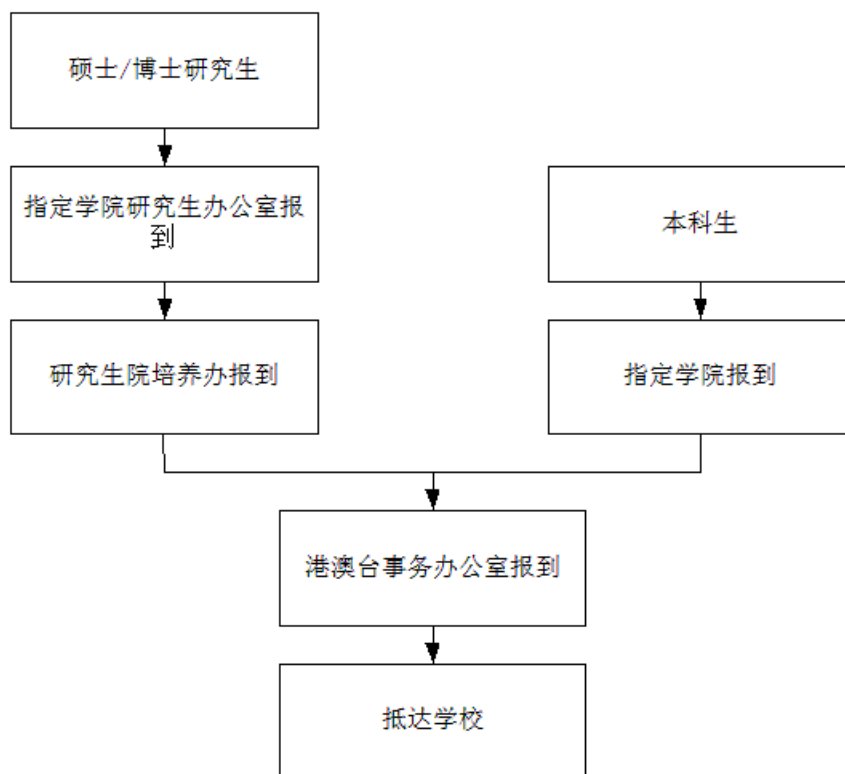 硕士/博士研究生
指定学院研究生办公室报
到
本科生
研究生院培养办报到
指定学院报到
港澳台事务办公室报到
抵达学校